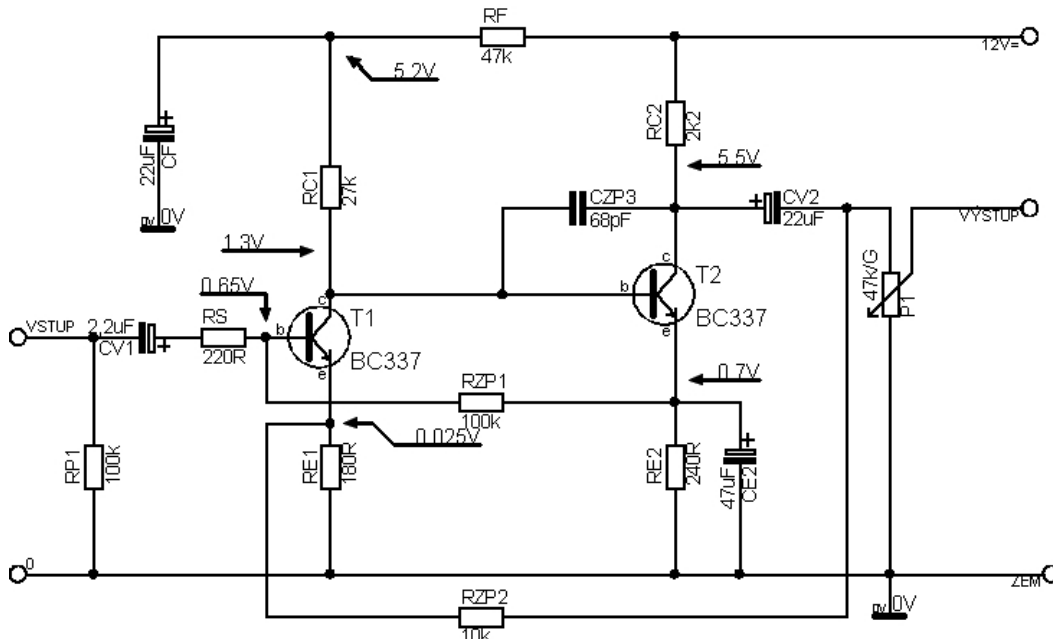 RF
47k
12V=
5.2V
22uF
CF
0V
RC1
27k
RC2
2K2
5.5V
CZP3
68pF
CV2
22uF
VÝSTUP
1.3V
0.65V
c
b
e
T1
BC337
c
b
e
T2
BC337
47k/G
P1
VSTUP
2.2uF
CV1
RS
220R
RZP1
100k
0.7V
0.025V
RP1
100k
RE1
180R
RE2
240R
47uF
CE2
0
ZEM
RZP2
10k
0V